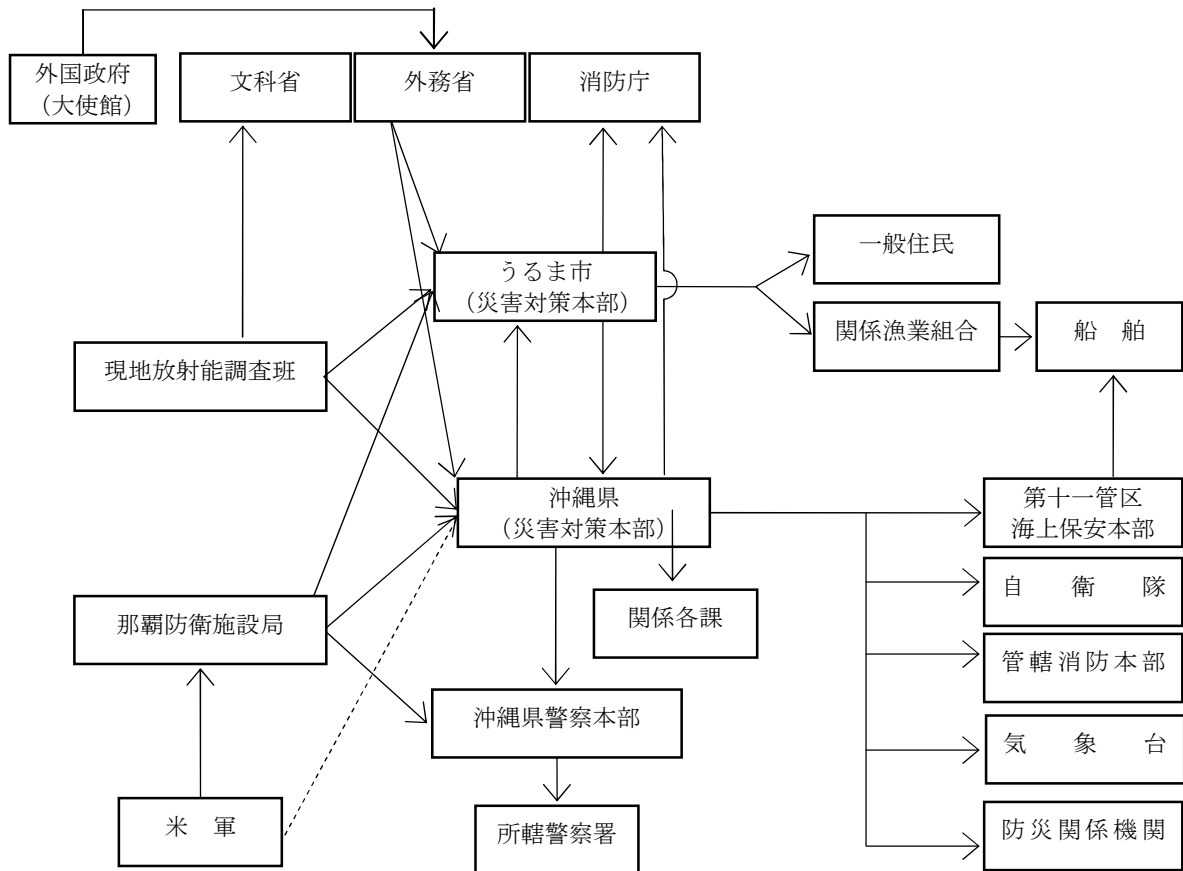 外国政府
（大使館）
文科省
外務省
消防庁
一般住民
うるま市
（災害対策本部）
関係漁業組合
船　舶
現地放射能調査班
沖縄県
（災害対策本部）
第十一管区
海上保安本部
自　衛　隊
那覇防衛施設局
関係各課
管轄消防本部
沖縄県警察本部
気　象　台
米　軍
所轄警察署
防災関係機関